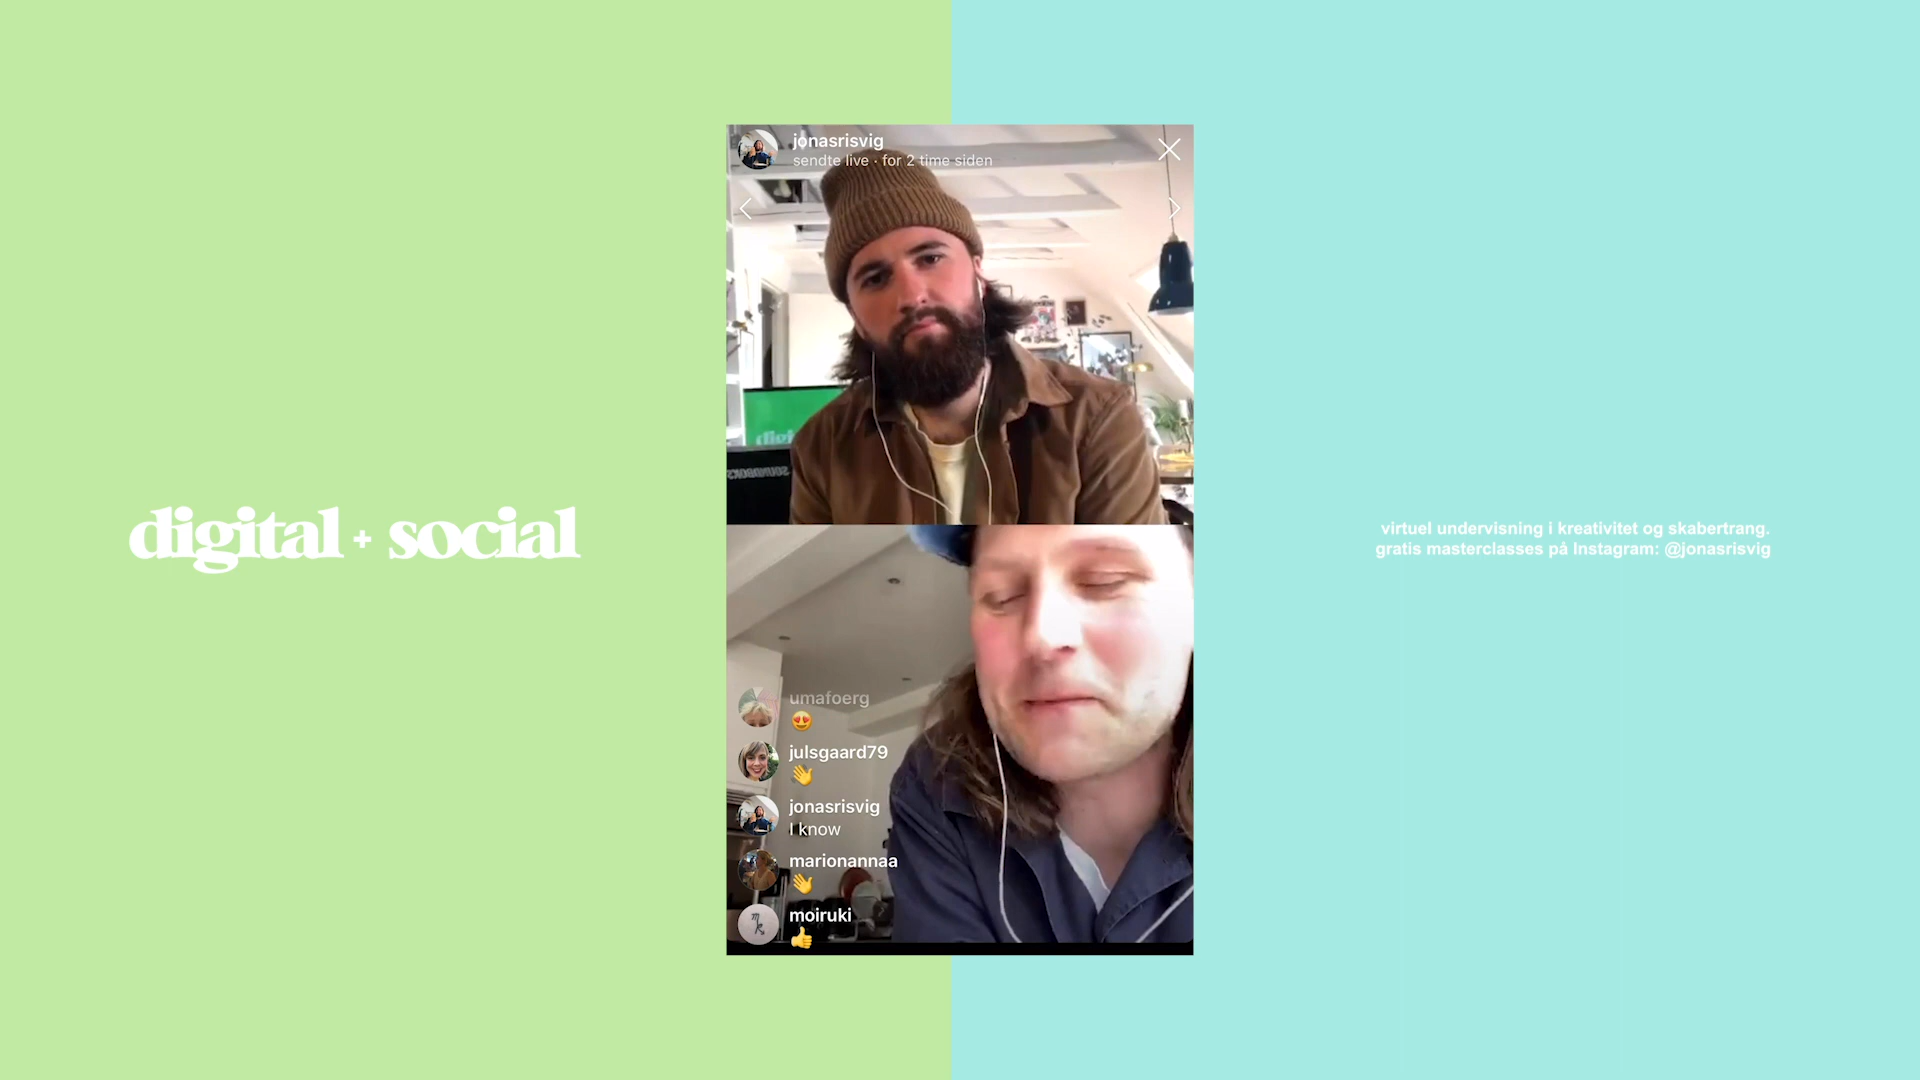 jonasrisvig
sendte live · for 2 time siden
digital + social
virtuel undervisning i kreativitet og skabertrang.
gratis masterclasses på Instagram: @jonasrisvig
SOUNDBOKS
umafoerg
😍
julsgaard79
👋
jonasrisvig
I know
marionannaa
👋
moiruki
👍